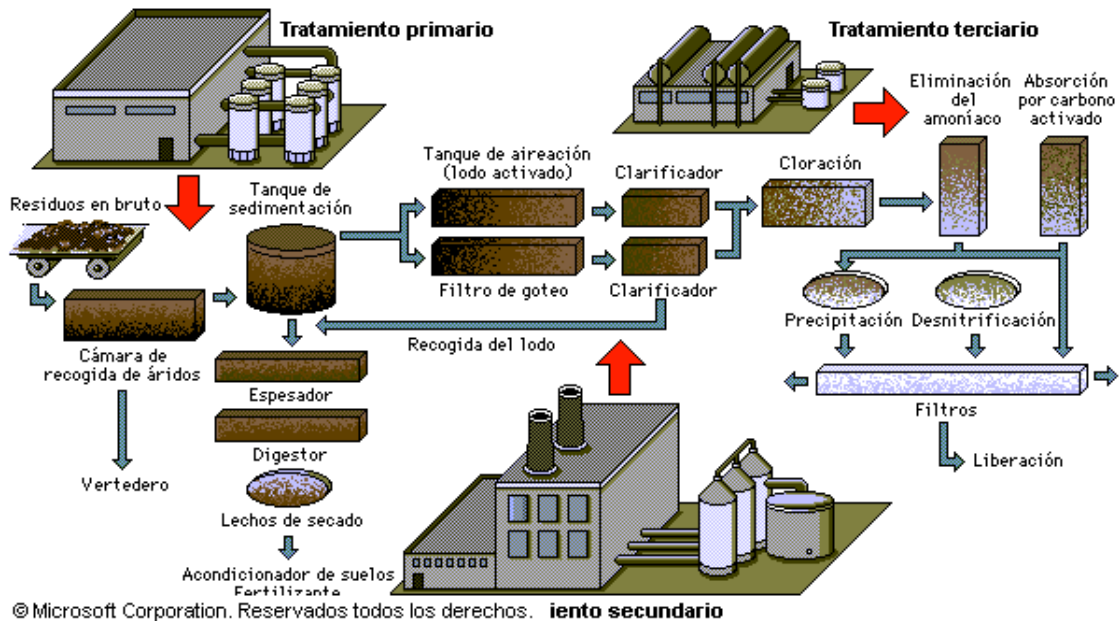 Tratamiento primario
Tratamiento terciario
Eliminación
del
amoníaco
Absorción
por carbono
activado
Tanque de aireación
(lodo activado)
Clarificador
Cloración
Residuos en bruto
Tanque de
sedimentación
Filtro de goteo
Clarificador
Precipitación
Desnitrificación
Recogida del lodo
Cámara de
recogida de áridos
Espesador
Filtros
Digestor
Liberación
Vertedero
Lechos de secado
Acondicionador de suelos
Fertilizante
© Microsoft Corporation. Reservados todos los derechos.
iento secundario